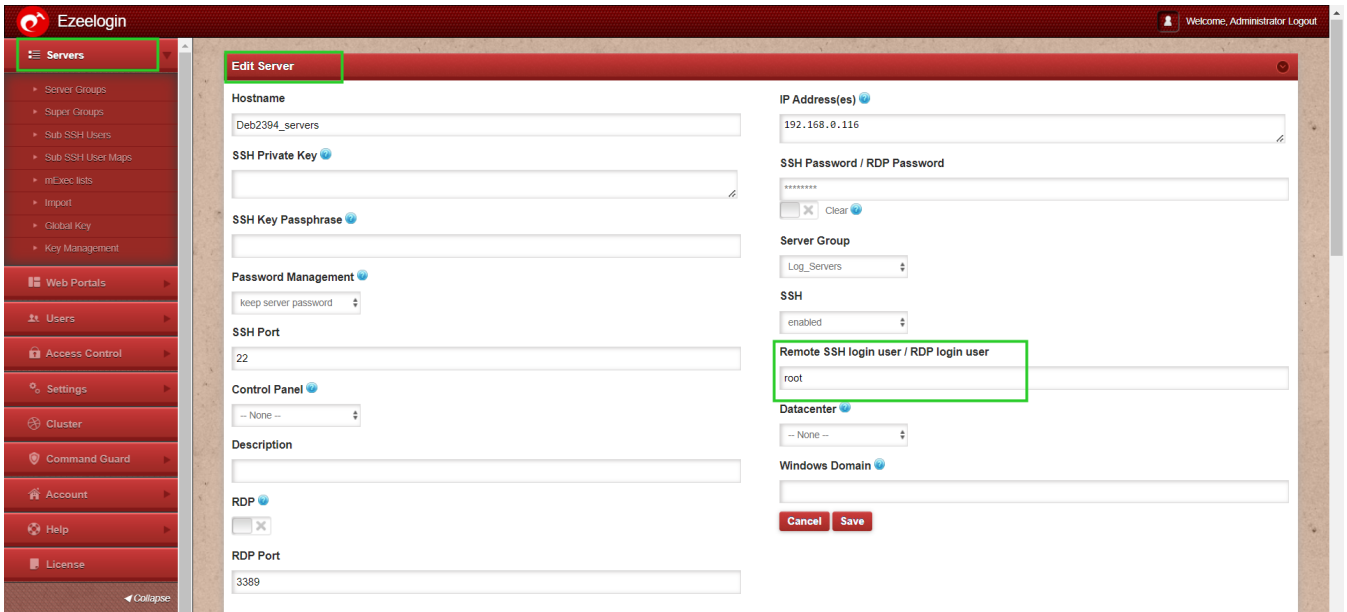 Ezeelogin
Welcome, Administrator Logout
Servers
Server Groups
Super Groups
Sub SSH Users
Sub SSH User Maps
mExec lists
Import
Global Key
Key Management
Web Portals
Users
Access Control
Settings
Cluster
Command Guard
Account
Help
License
Collapse
Edit Server
Hostname
Deb2394_servers
SSH Private Key
SSH Key Passphrase
Password Management
keep server password
SSH Port
22
Control Panel
-- None --
Description
RDP
RDP Port
3389
IP Address(es)
192.168.0.116
SSH Password / RDP Password
********
Clear
Server Group
Log_Servers
SSH
enabled
Remote SSH login user / RDP login user
root
Datacenter
-- None --
Windows Domain
Cancel Save